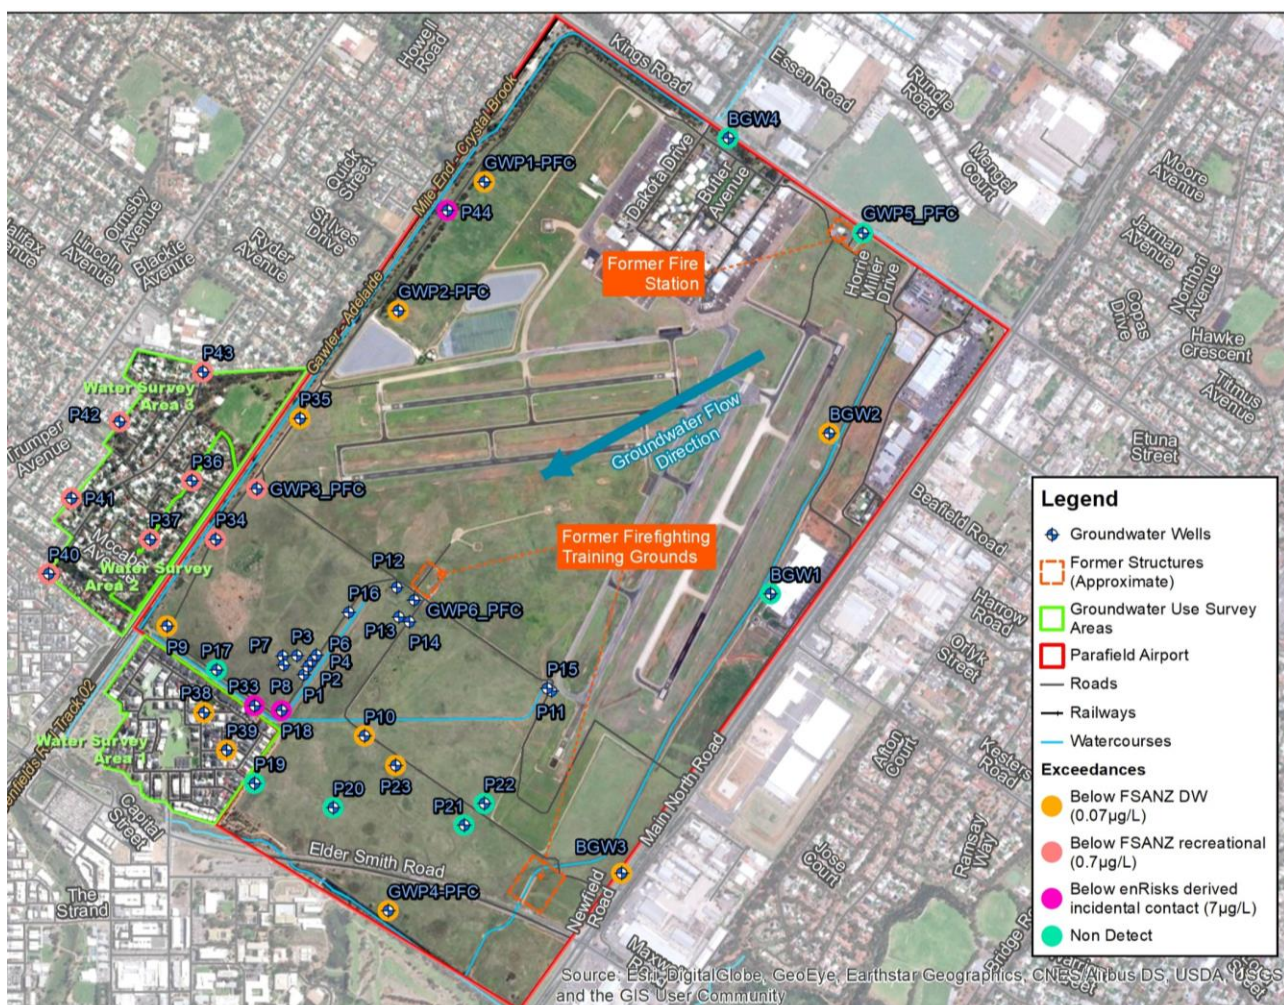 Howell
Road
Kings Road
Essen Road
Rundle
Road
BGW4
Mengel
Court
Moore
Avenue
Quick
Street
Mile End - Crystal Brook
GWP1-PFC
Dakota Drive
Butler
Avenue
P44
GWP5_PFC
Ormsby
Avenue
Lincoln
Avenue
Blackie
Avenue
Ryder
Avenue
St Ives
Drive
Jarman
Avenue
Northbri
Avenue
Former Fire
Station
Horrie
Miller
Drive
GWP2-PFC
Gawler - Adelaide
Copas
Drive
Hawke
Crescent
Titmus
Avenue
P43
Water Survey
Area 3
P42
P35
Groundwater Flow
Direction
BGW2
Trumper
Avenue
Etuna
Street
P36
P41
GWP3_PFC
P37
P34
Beafield Road
Former Firefighting
Training Grounds
P40
Water Survey
Area 2
P12
P16
GWP6_PFC
BGW1
Harrow
Road
P13
P14
P9
P17
P7
P3
P6
P4
P2
P1
P8
Orlyk
Street
P15
P11
P38
P33
P18
P39
P10
Water Survey
Area 1
P19
P23
P20
P22
P21
Main North Road
Afton
Court
Kesters
Road
Capital
Street
Elder Smith Road
BGW3
Jose
Court
Ramsay
Way
The
Strand
GWP4-PFC
Newfield
Road
Legend
Groundwater Wells
Former Structures
(Approximate)
Groundwater Use Survey
Areas
Parafield Airport
Roads
Railways
Watercourses
Exceedances
Below FSANZ DW
(0.07µg/L)
Below FSANZ recreational
(0.7µg/L)
Below enRisks derived
incidental contact (7µg/L)
Non Detect
Source: Esri, DigitalGlobe, GeoEye, Earthstar Geographics, CNES/Airbus DS, USDA, USGS
and the GIS User Community